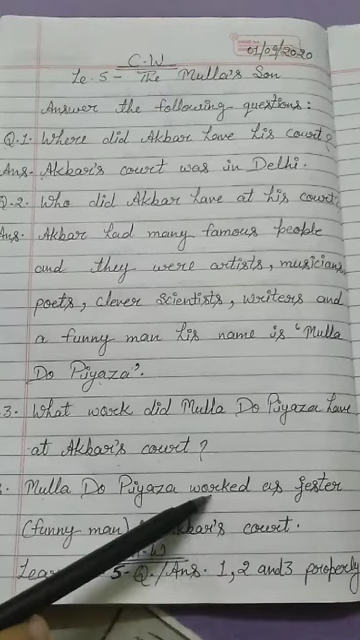 C.W
01/09/2020
Le. 5 - The Mulla's Son
Answer the following questions:
Q.1. Where did Akbar have his court?
Ans. Akbar's court was in Delhi.
Q.2. Who did Akbar have at his court
Ans. Akbar had many famous people
and they were artists, musicians
poets, clever scientists, writers and
a funny man his name is "Mulla
Do Piyaza".
3. What work did Mulla Do Piyaza have
at Akbar's court?
Mulla Do Piyaza worked as jester
(funny man) Akbar's court.
.W
5 - Q./Ans. 1, 2 and 3 properly